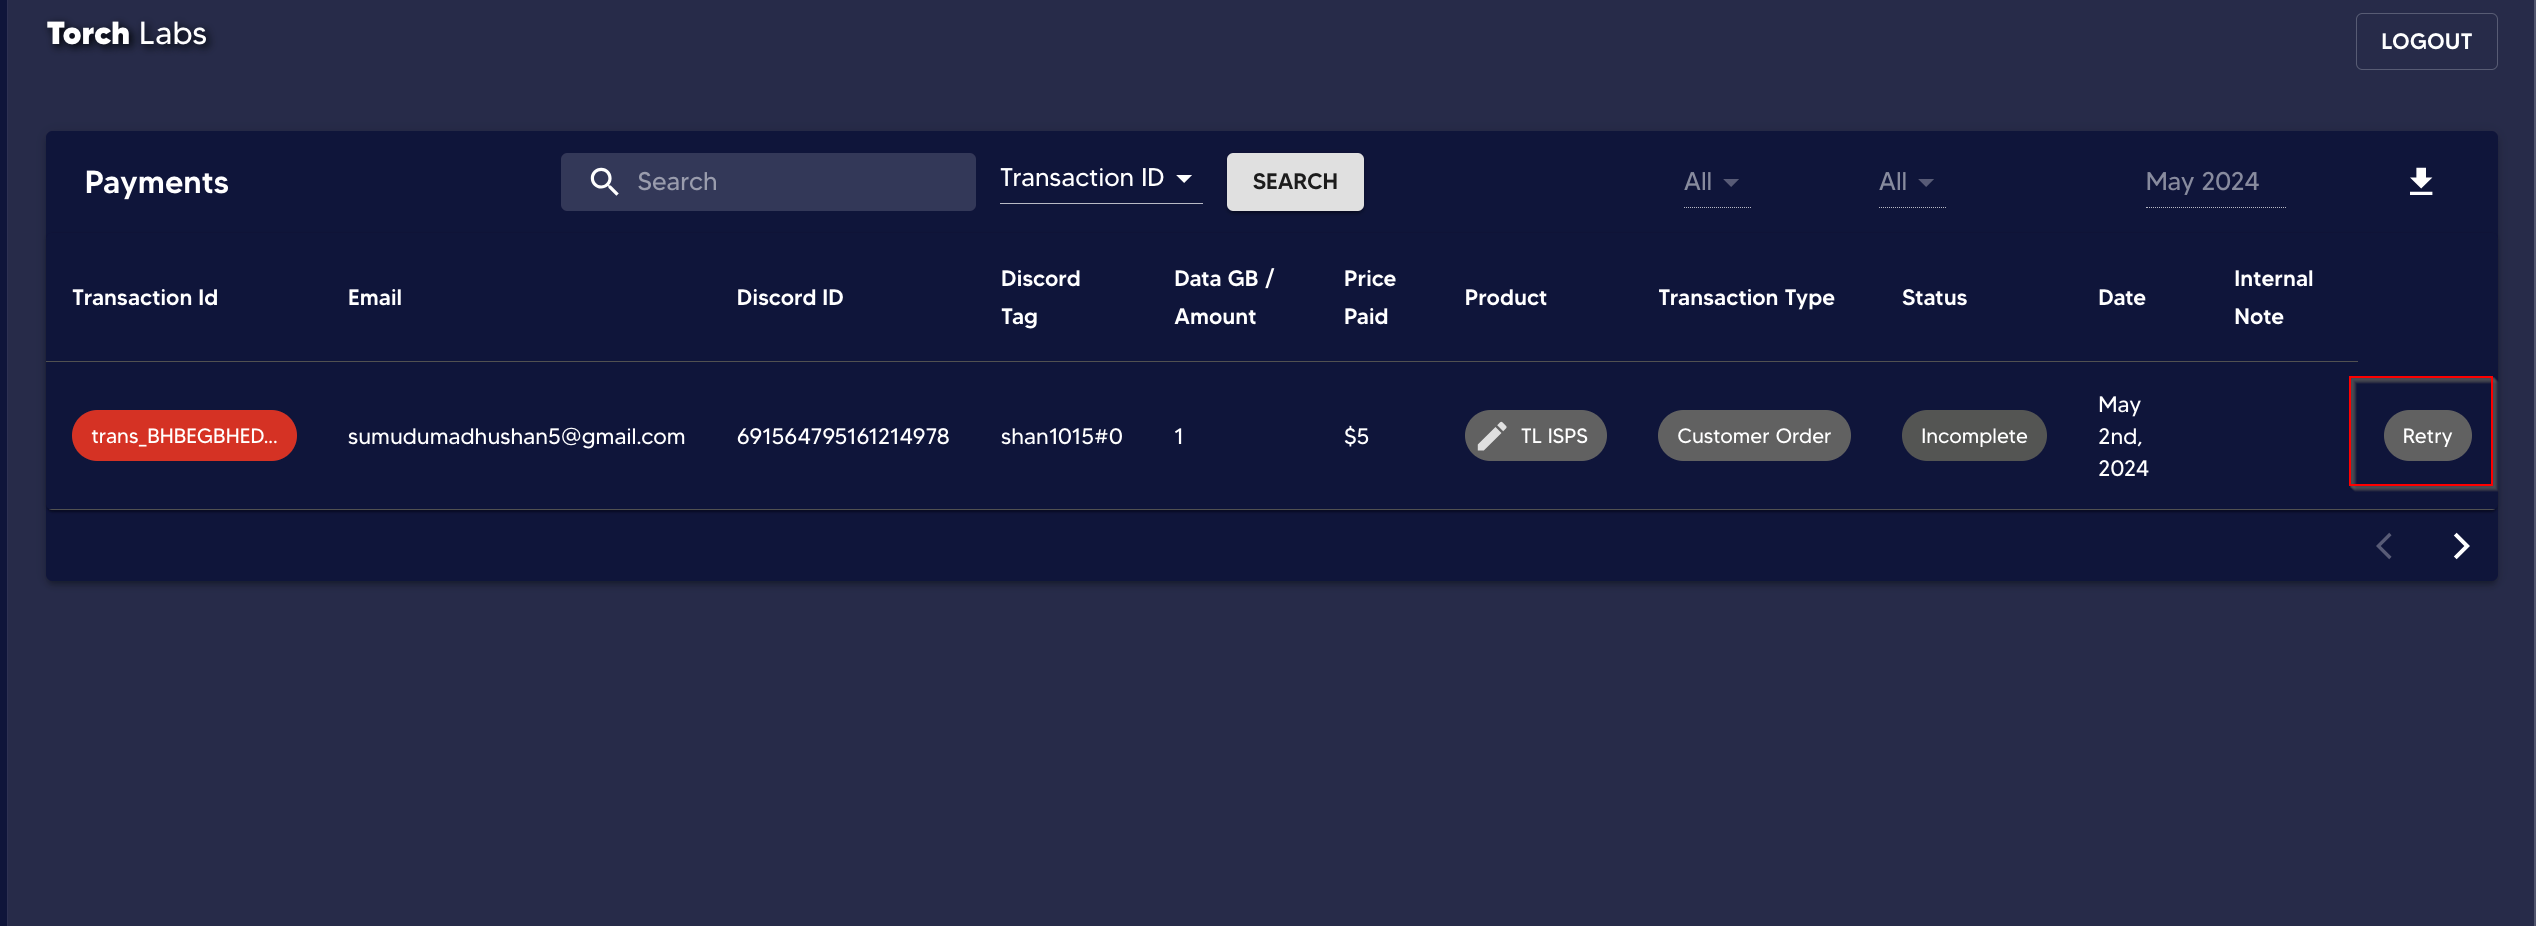 Torch Labs
LOGOUT
Payments
Search
Transaction ID
SEARCH
All
All
May 2024
Transaction Id
Email
Discord ID
Discord
Tag
Data GB /
Amount
Price
Paid
Product
Transaction Type
Status
Date
Internal
Note
trans_BHBEGBHED...
sumudumadhushan5@gmail.com
691564795161214978
shan1015#0
1
$5
TL ISPS
Customer Order
Incomplete
May
2nd,
2024
Retry